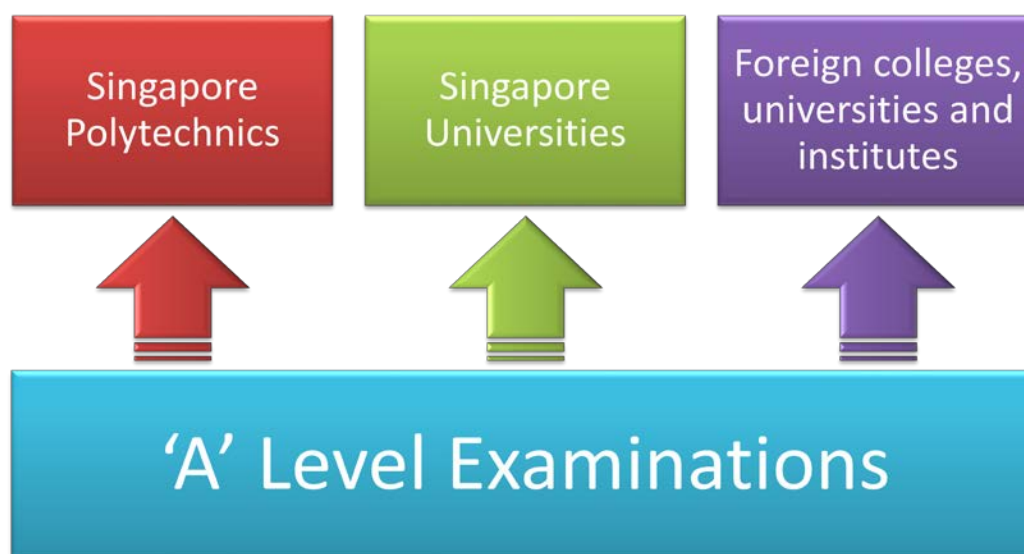 Singapore
Polytechnics
Singapore
Universities
Foreign colleges,
universities and
institutes
‘A’ Level Examinations